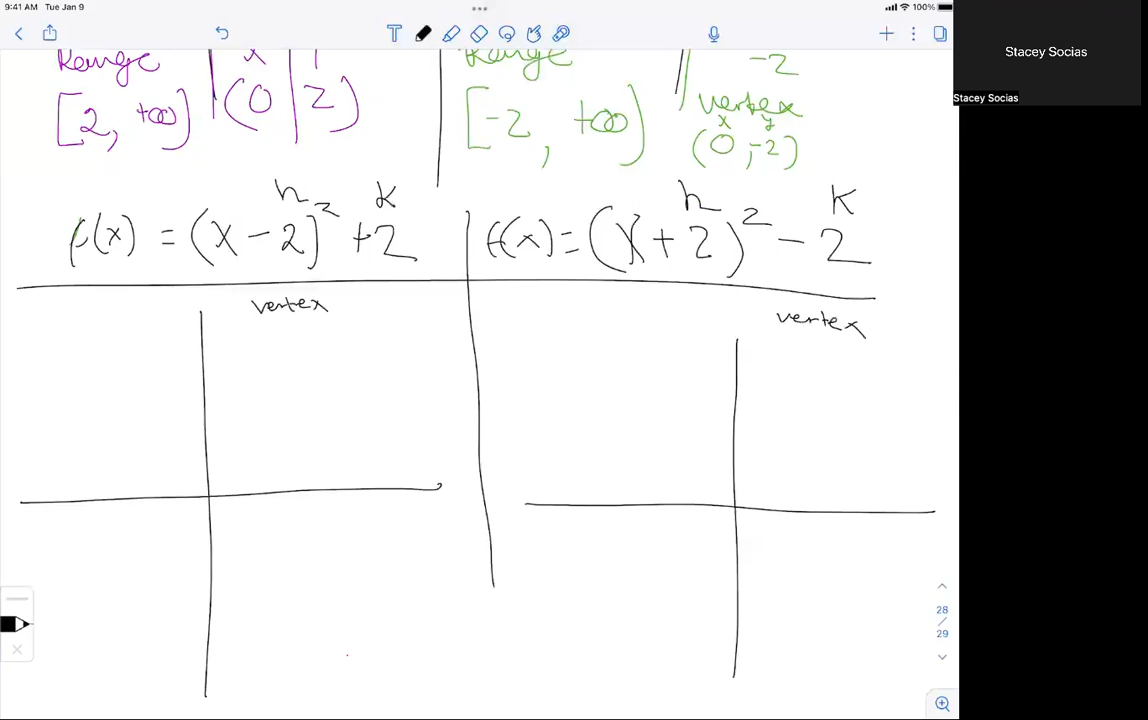 9:41 AM Tue Jan 9
100%
Range x
[2, +∞) (0 2)
Range -2
[-2, +∞) vertex
x y
(0, -2)
h k
f(x) = (x - 2)² + 2
vertex
h k
f(x) = (x + 2)² - 2
vertex
Stacey Socias
Stacey Socias
28
/
29